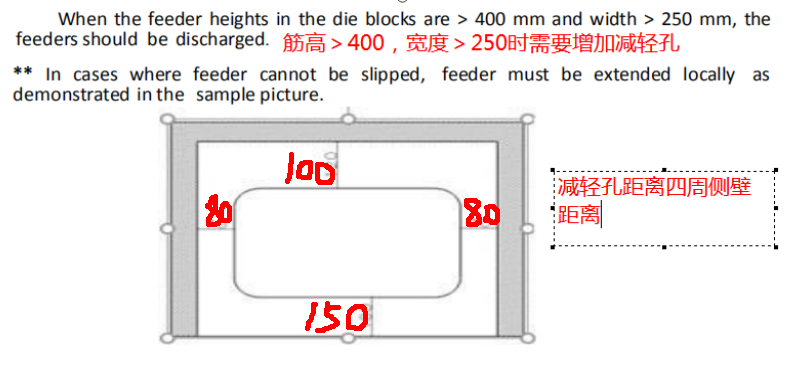 When the feeder heights in the die blocks are > 400 mm and width > 250 mm, the
feeders should be discharged. 筋高＞400，宽度＞250时需要增加减轻孔
** In cases where feeder cannot be slipped, feeder must be extended locally as
demonstrated in the sample picture.
100
80
80
减轻孔距离四周侧壁
距离
150